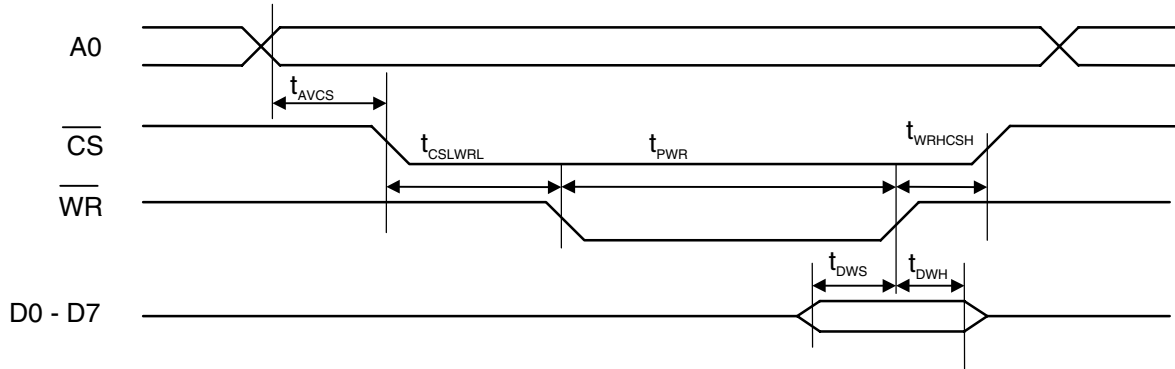 A0
tAVCS
CS
tCSLWRL
tPWR
tWRHCSH
WR
tDWS
tDWH
D0 - D7